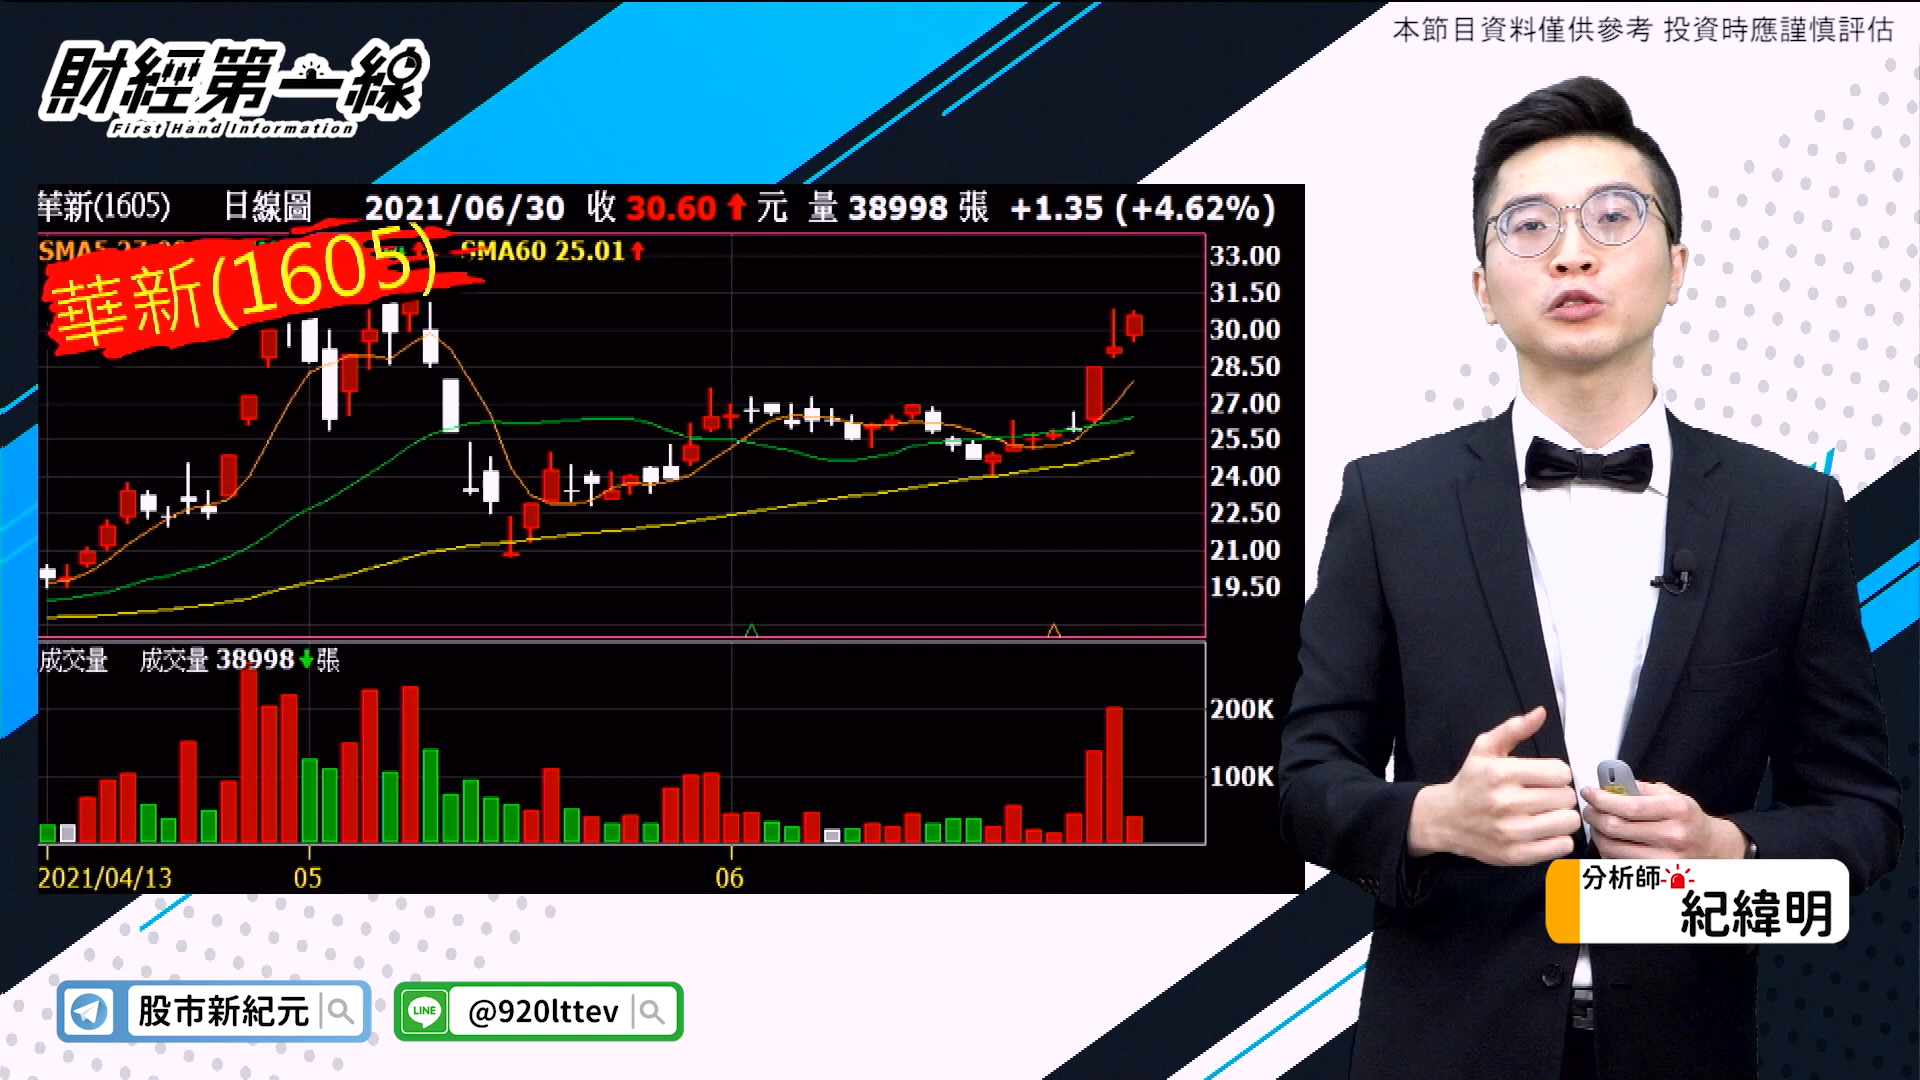 本節目資料僅供參考 投資時應謹慎評估
財經第一線
First Hand Information
華新(1605) 日線圖 2021/06/30 收 30.60 元 量 38998 張 +1.35 (+4.62%)
SMA60 25.01
華新(1605)
33.00
31.50
30.00
28.50
27.00
25.50
24.00
22.50
21.00
19.50
成交量 成交量 38998 張
200K
100K
2021/04/13 05 06
分析師
紀緯明
股市新紀元
LINE
@920lttev